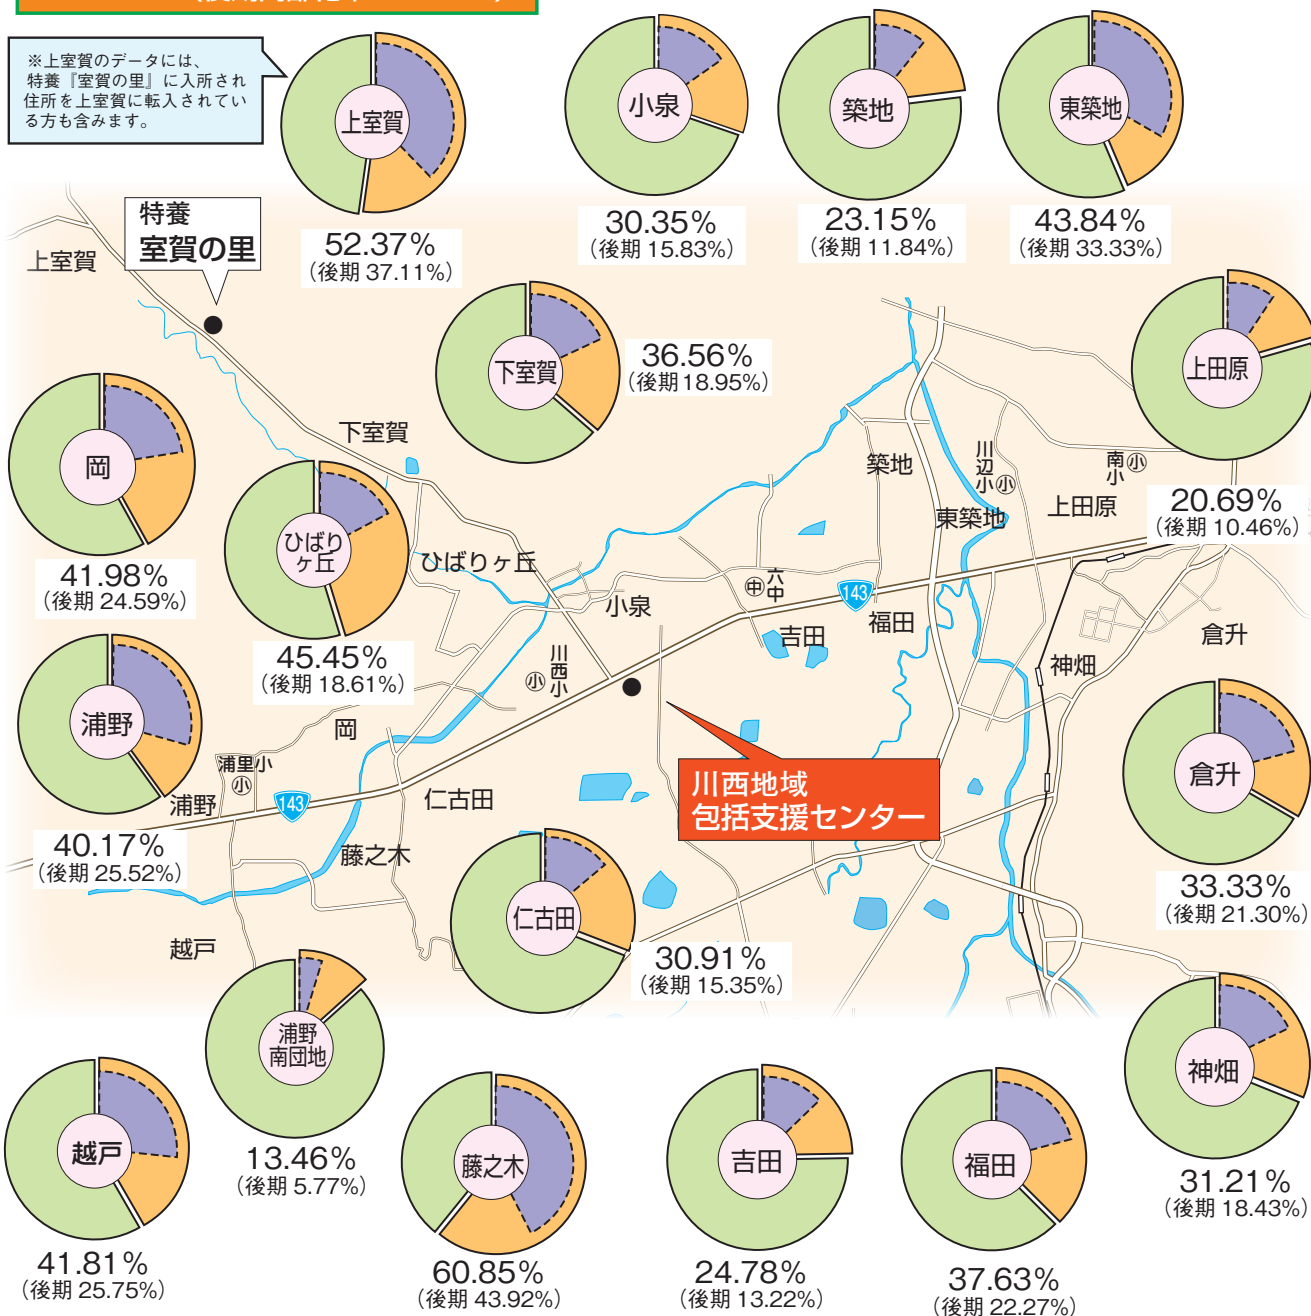 ※上室賀のデータには、
特養『室賀の里』に入所され
住所を上室賀に転入されてい
る方も含みます。
上室賀
52.37%
（後期 37.11%）
小泉
30.35%
（後期 15.83%）
築地
23.15%
（後期 11.84%）
東築地
43.84%
（後期 33.33%）
特養
室賀の里
上室賀
下室賀
36.56%
（後期 18.95%）
上田原
20.69%
（後期 10.46%）
岡
41.98%
（後期 24.59%）
下室賀
ひばり
ヶ丘
45.45%
（後期 18.61%）
ひばりヶ丘
築地
川辺小
小
南小
小
上田原
東築地
小泉
中
六中
143
吉田
福田
倉升
神畑
川西小
小
浦野
40.17%
（後期 25.52%）
岡
浦里小
小
浦野
143
仁古田
藤之木
越戸
川西地域
包括支援センター
倉升
33.33%
（後期 21.30%）
仁古田
30.91%
（後期 15.35%）
浦野
南団地
13.46%
（後期 5.77%）
神畑
31.21%
（後期 18.43%）
越戸
41.81%
（後期 25.75%）
藤之木
60.85%
（後期 43.92%）
吉田
24.78%
（後期 13.22%）
福田
37.63%
（後期 22.27%）